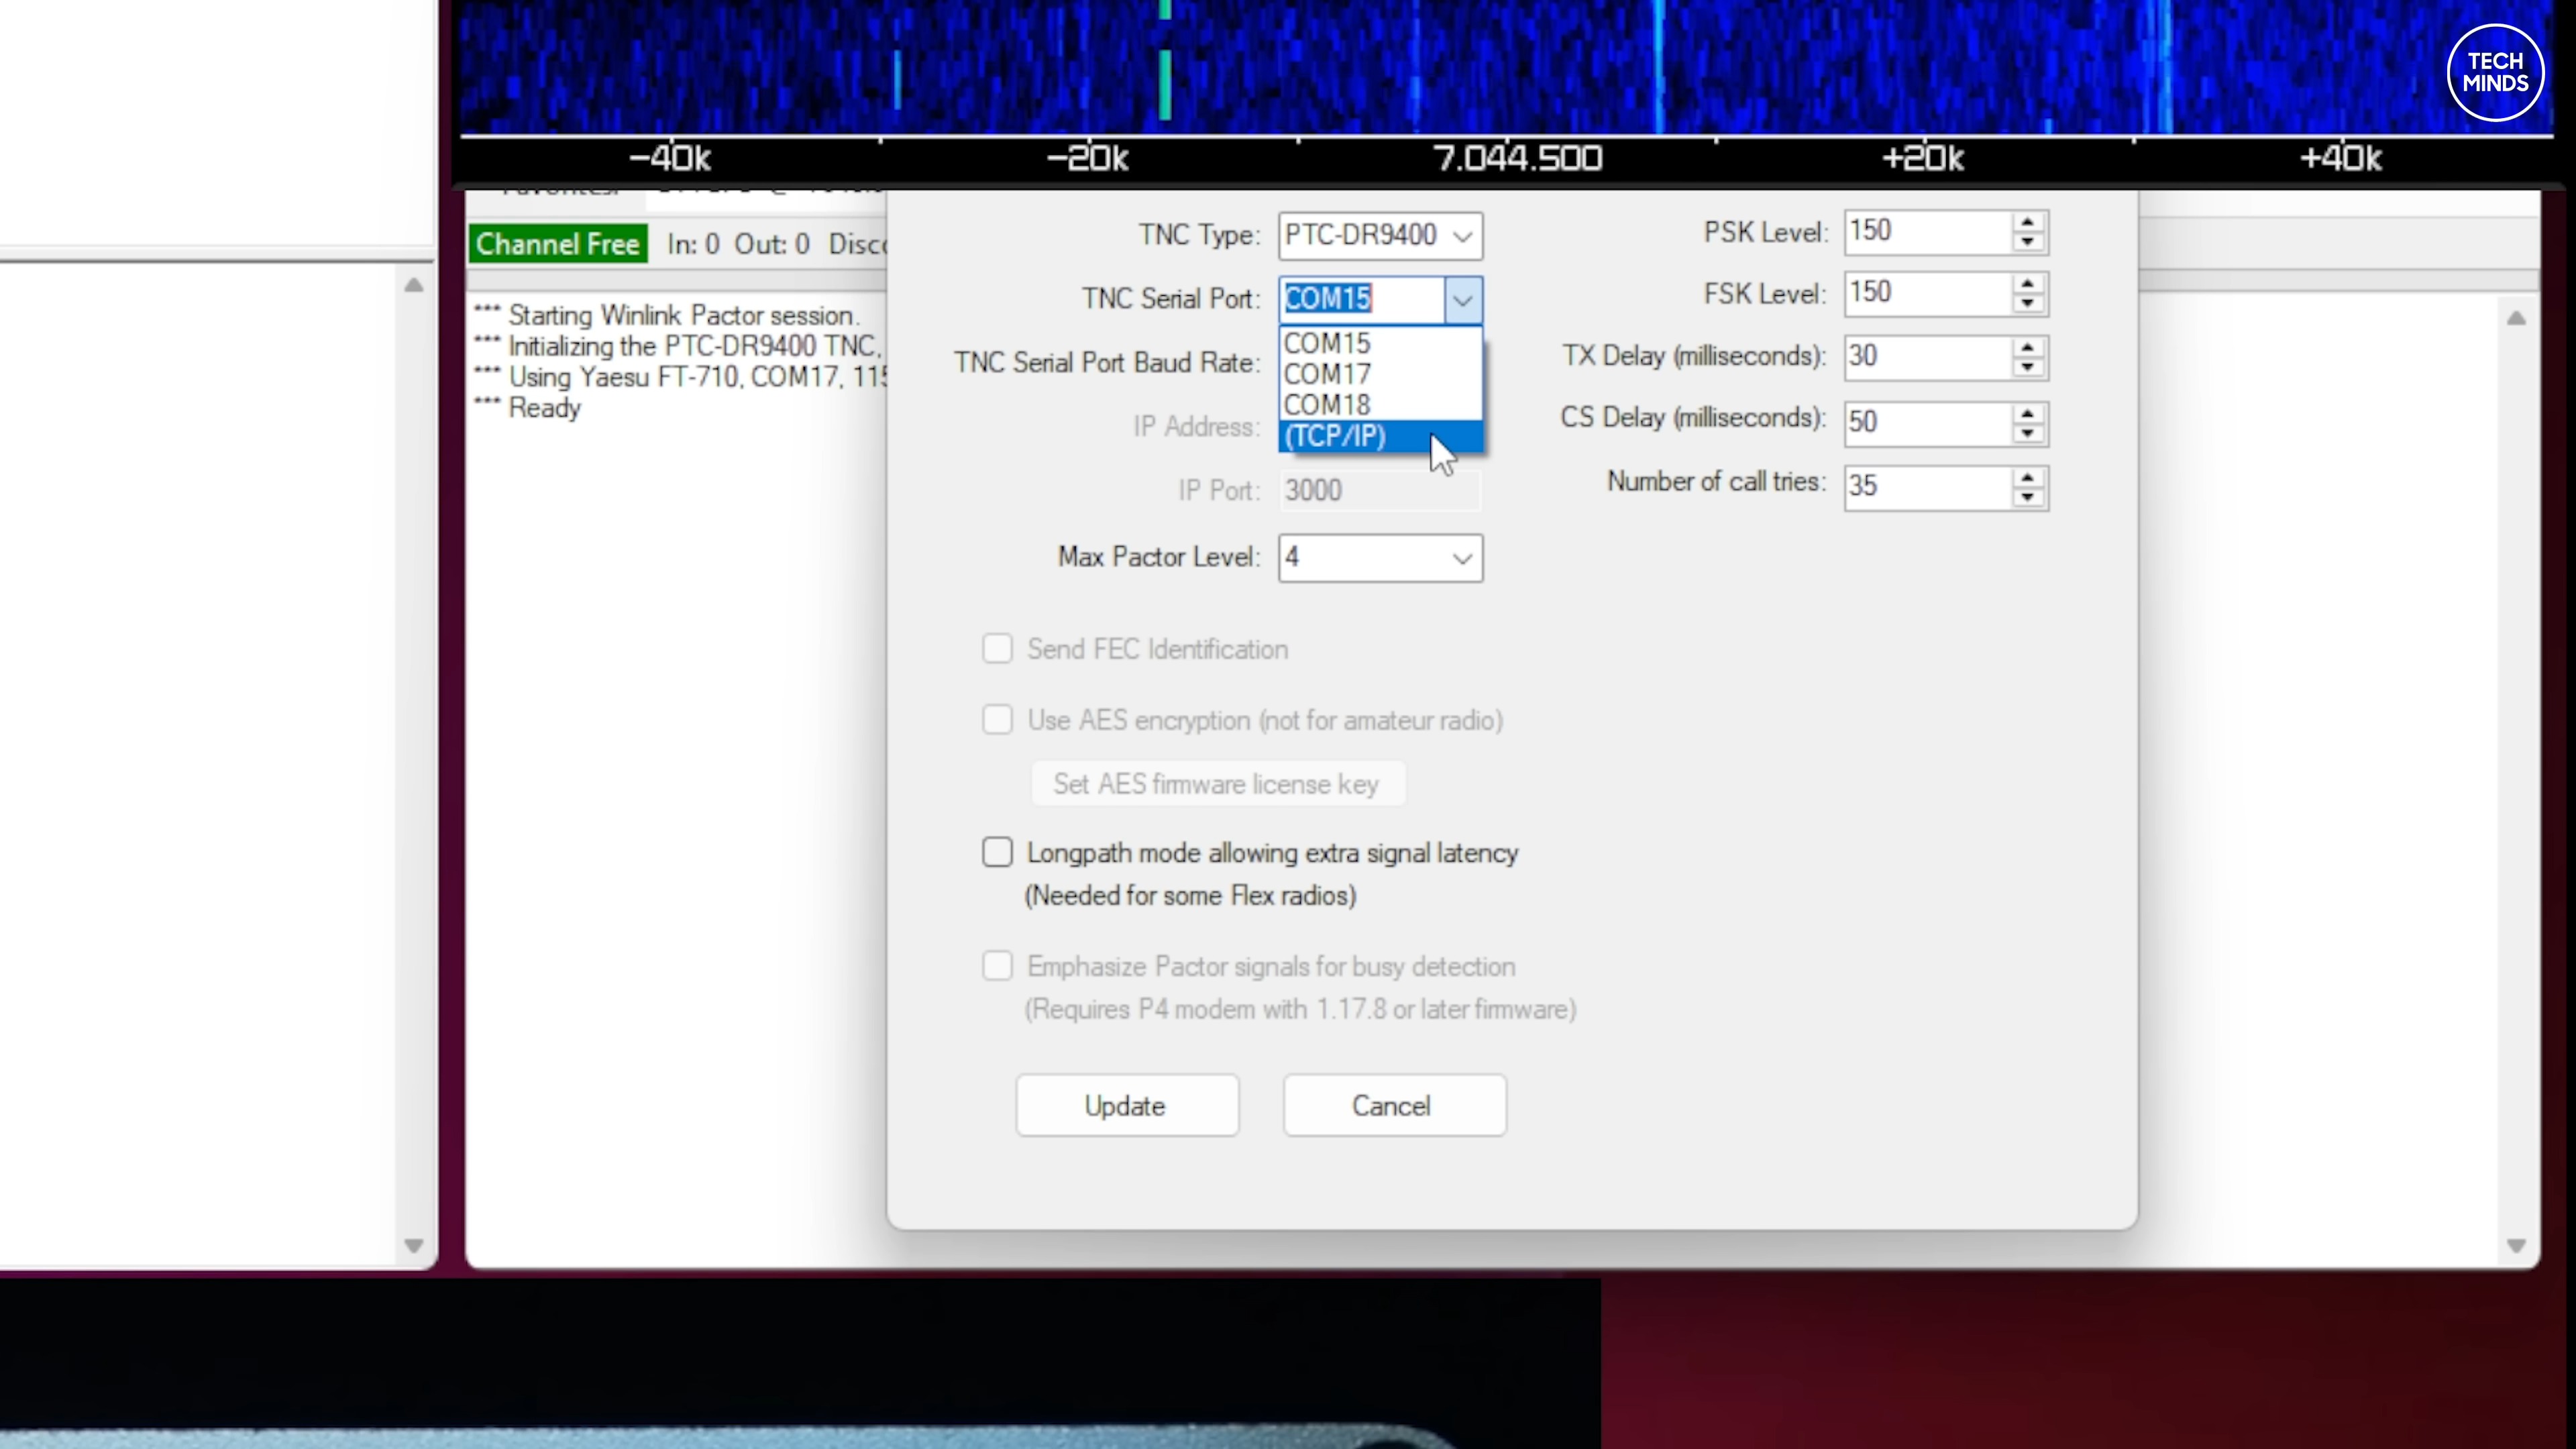 TECH
MINDS
-40k -20k 7.044.500 +20k +40k
Channel Free In: 0 Out: 0
*** Starting Winlink Pactor session.
*** Initializing the PTC-DR9400 TNC,
*** Using Yaesu FT-710, COM17, 115
*** Ready
TNC Type: PTC-DR9400
TNC Serial Port: COM15
COM15
COM17
COM18
(TCP/IP)
TNC Serial Port Baud Rate:
IP Address:
IP Port: 3000
Max Pactor Level: 4
PSK Level: 150
FSK Level: 150
TX Delay (milliseconds): 30
CS Delay (milliseconds): 50
Number of call tries: 35
Send FEC Identification
Use AES encryption (not for amateur radio)
Set AES firmware license key
Longpath mode allowing extra signal latency
(Needed for some Flex radios)
Emphasize Pactor signals for busy detection
(Requires P4 modem with 1.17.8 or later firmware)
Update Cancel